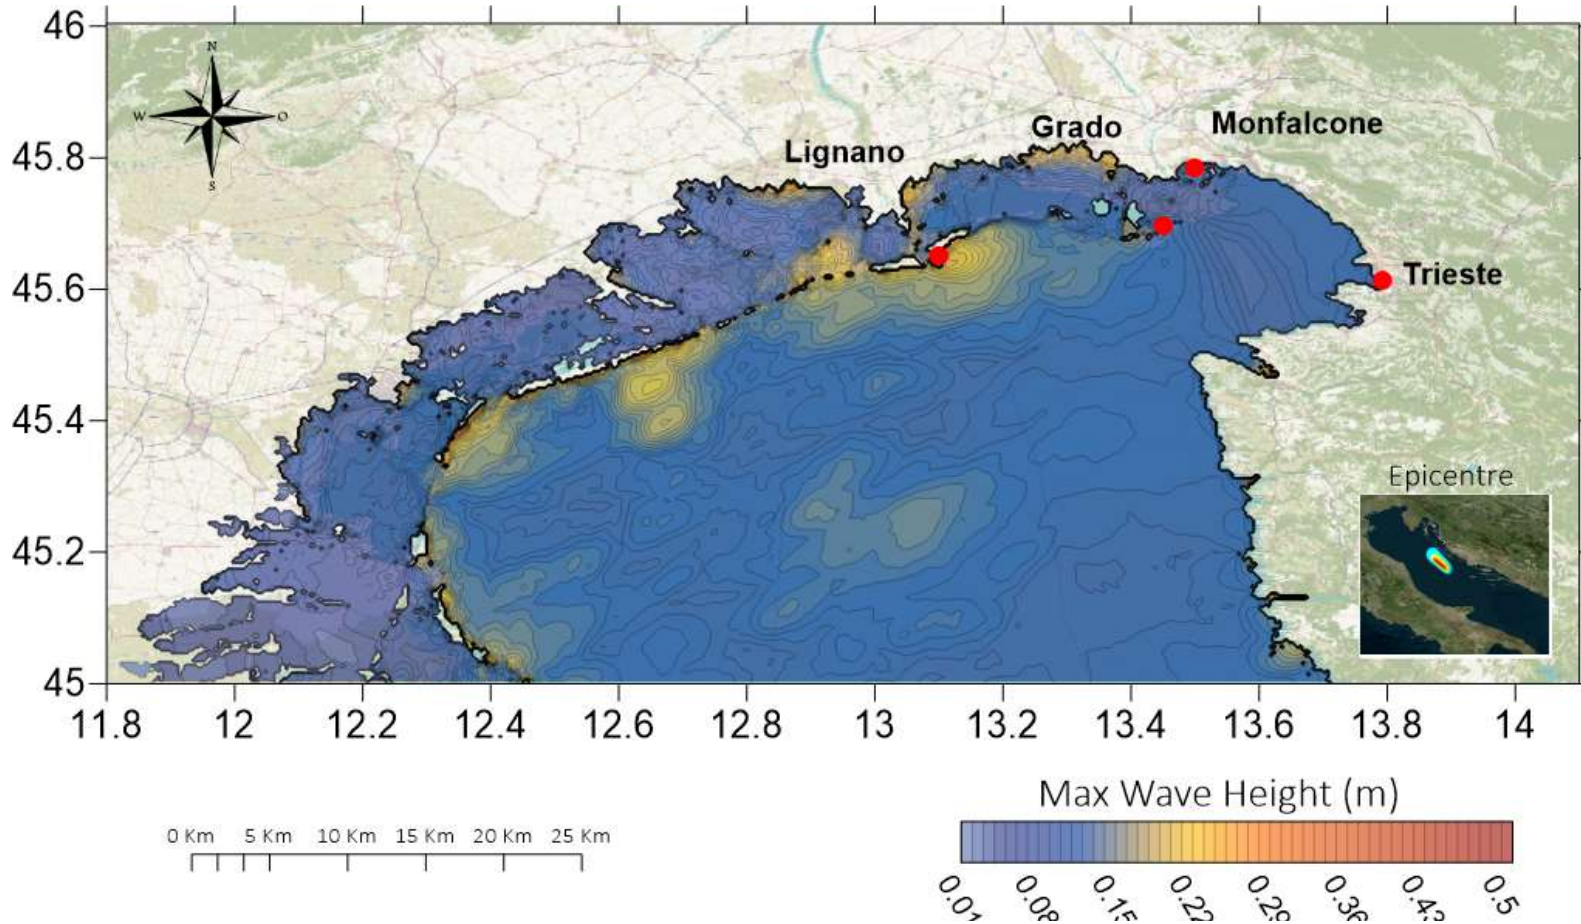 46
N
W
O
S
45.8
45.6
45.4
45.2
45
Lignano
Grado
Monfalcone
Trieste
Epicentre
11.8 12 12.2 12.4 12.6 12.8 13 13.2 13.4 13.6 13.8 14
0 Km 5 Km 10 Km 15 Km 20 Km 25 Km
Max Wave Height (m)
0.01 0.08 0.15 0.22 0.29 0.36 0.43 0.5